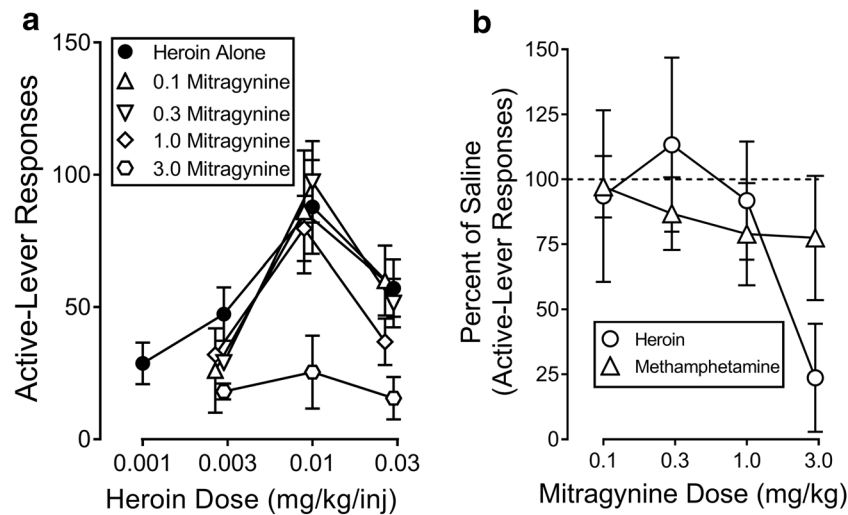 a
Active-Lever Responses
150
100
50
0
Heroin Alone
0.1 Mitragynine
0.3 Mitragynine
1.0 Mitragynine
3.0 Mitragynine
0.001
0.003
0.01
0.03
Heroin Dose (mg/kg/inj)
b
Percent of Saline
(Active-Lever Responses)
150
125
100
75
50
25
0
Heroin
Methamphetamine
0.1
0.3
1.0
3.0
Mitragynine Dose (mg/kg)